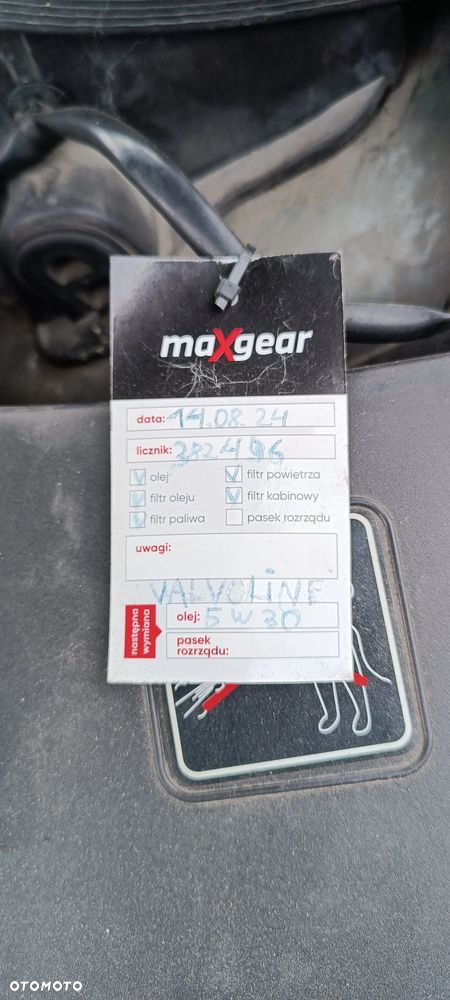 maXgear
data: 14.08.24
licznik: 382496
olej
filtr powietrza
filtr oleju
filtr kabinowy
filtr paliwa
pasek rozrządu
uwagi:
VALVOLINE
następna wymiana
olej: 5W30
pasek rozrządu:
OTOMOTO